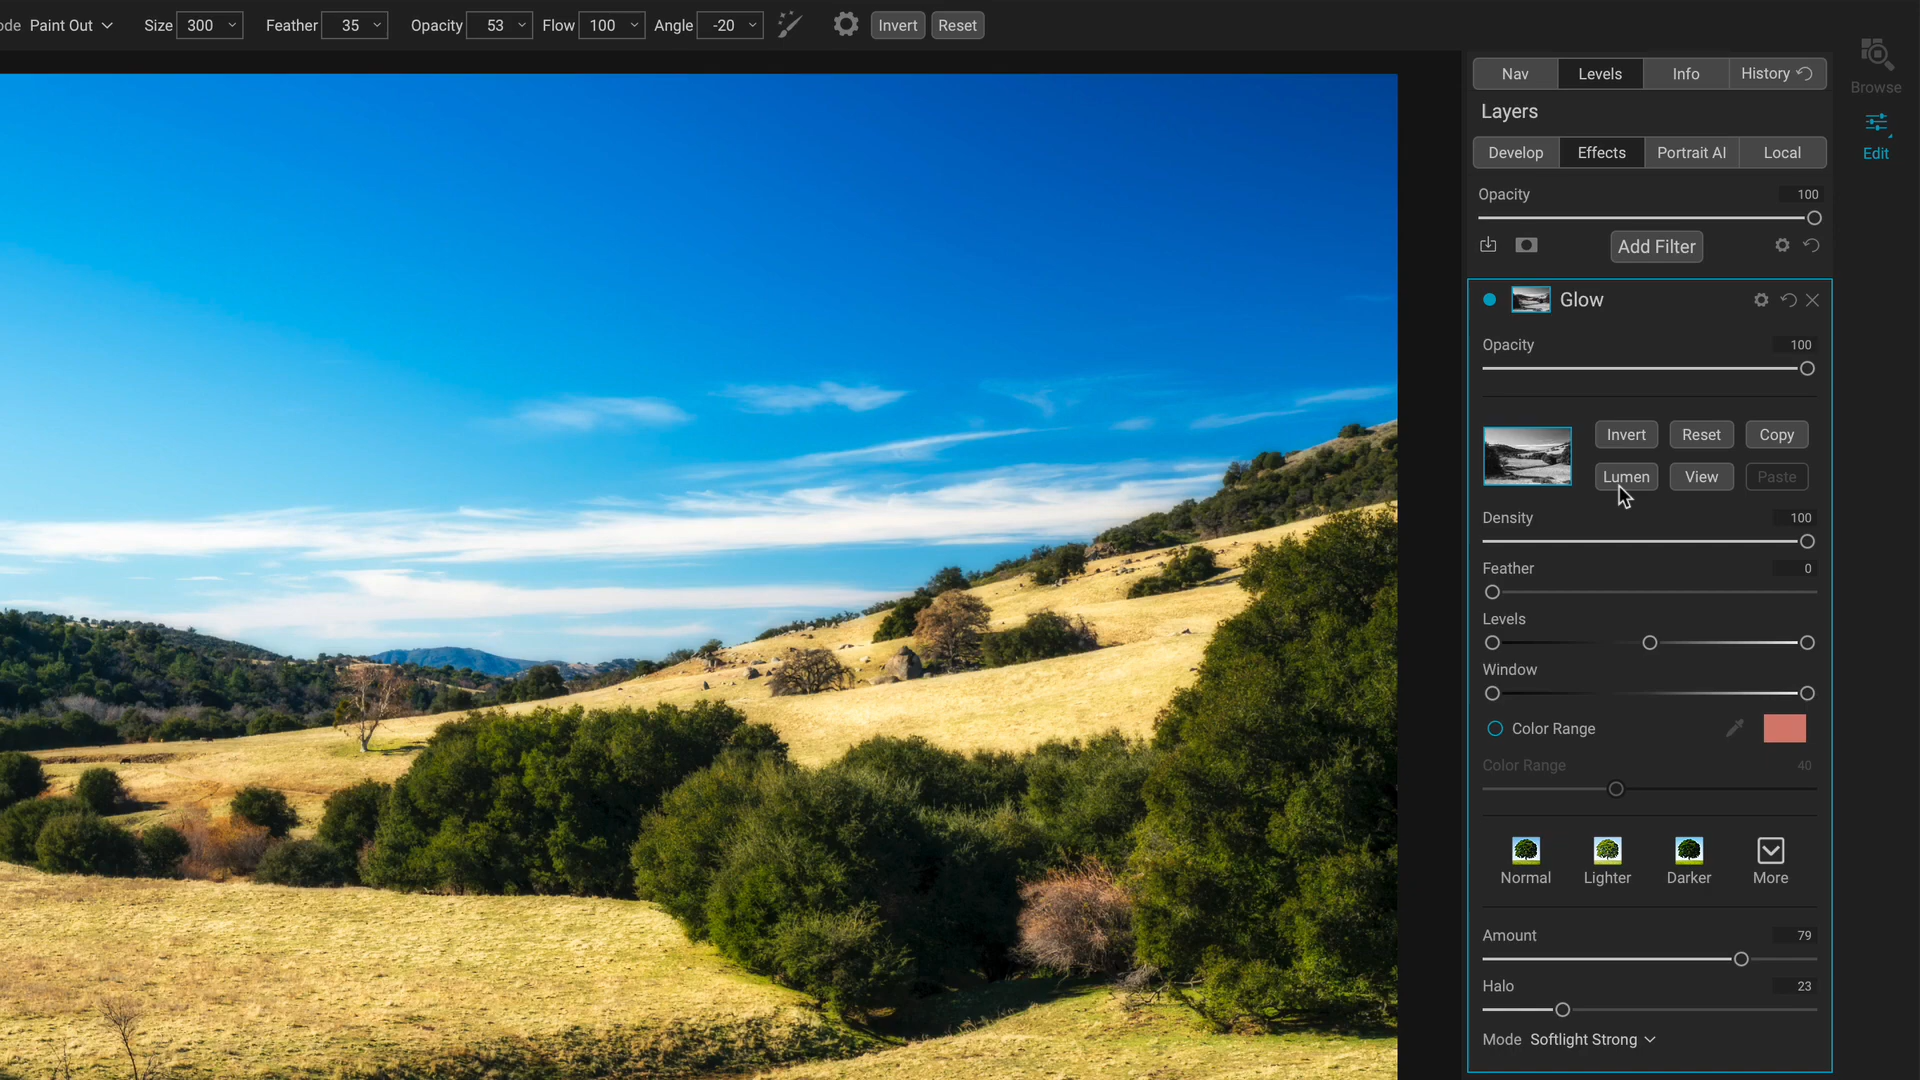 ode Paint Out Size 300 Feather 35 Opacity 53 Flow 100 Angle -20 Invert Reset
Nav Levels Info History
Browse
Layers
Edit
Develop Effects Portrait AI Local
Opacity 100
Add Filter
Glow
Opacity 100
Invert Reset Copy
Lumen View Paste
Density 100
Feather 0
Levels
Window
Color Range
Color Range 40
Normal Lighter Darker More
Amount 79
Halo 23
Mode Softlight Strong